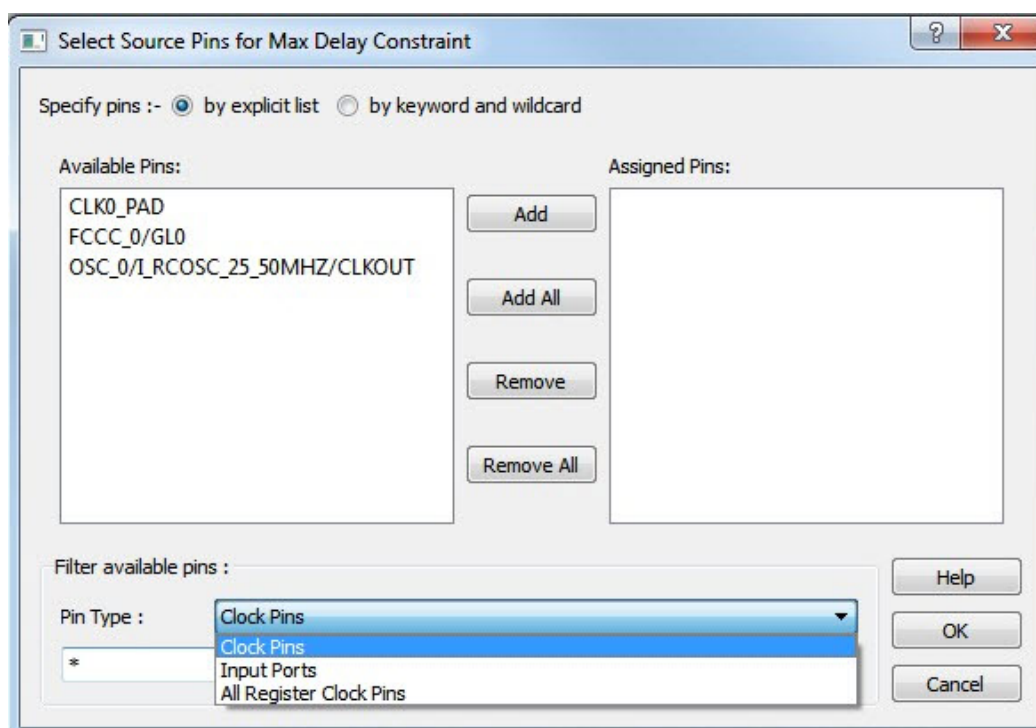 Select Source Pins for Max Delay Constraint
Specify pins :- by explicit list by keyword and wildcard
Available Pins:
Assigned Pins:
CLK0_PAD
FCCC_0/GL0
OSC_0/I_RCOSC_25_50MHZ/CLKOUT
Add
Add All
Remove
Remove All
Filter available pins :
Pin Type :
Clock Pins
Clock Pins
Input Ports
All Register Clock Pins
*
Help
OK
Cancel